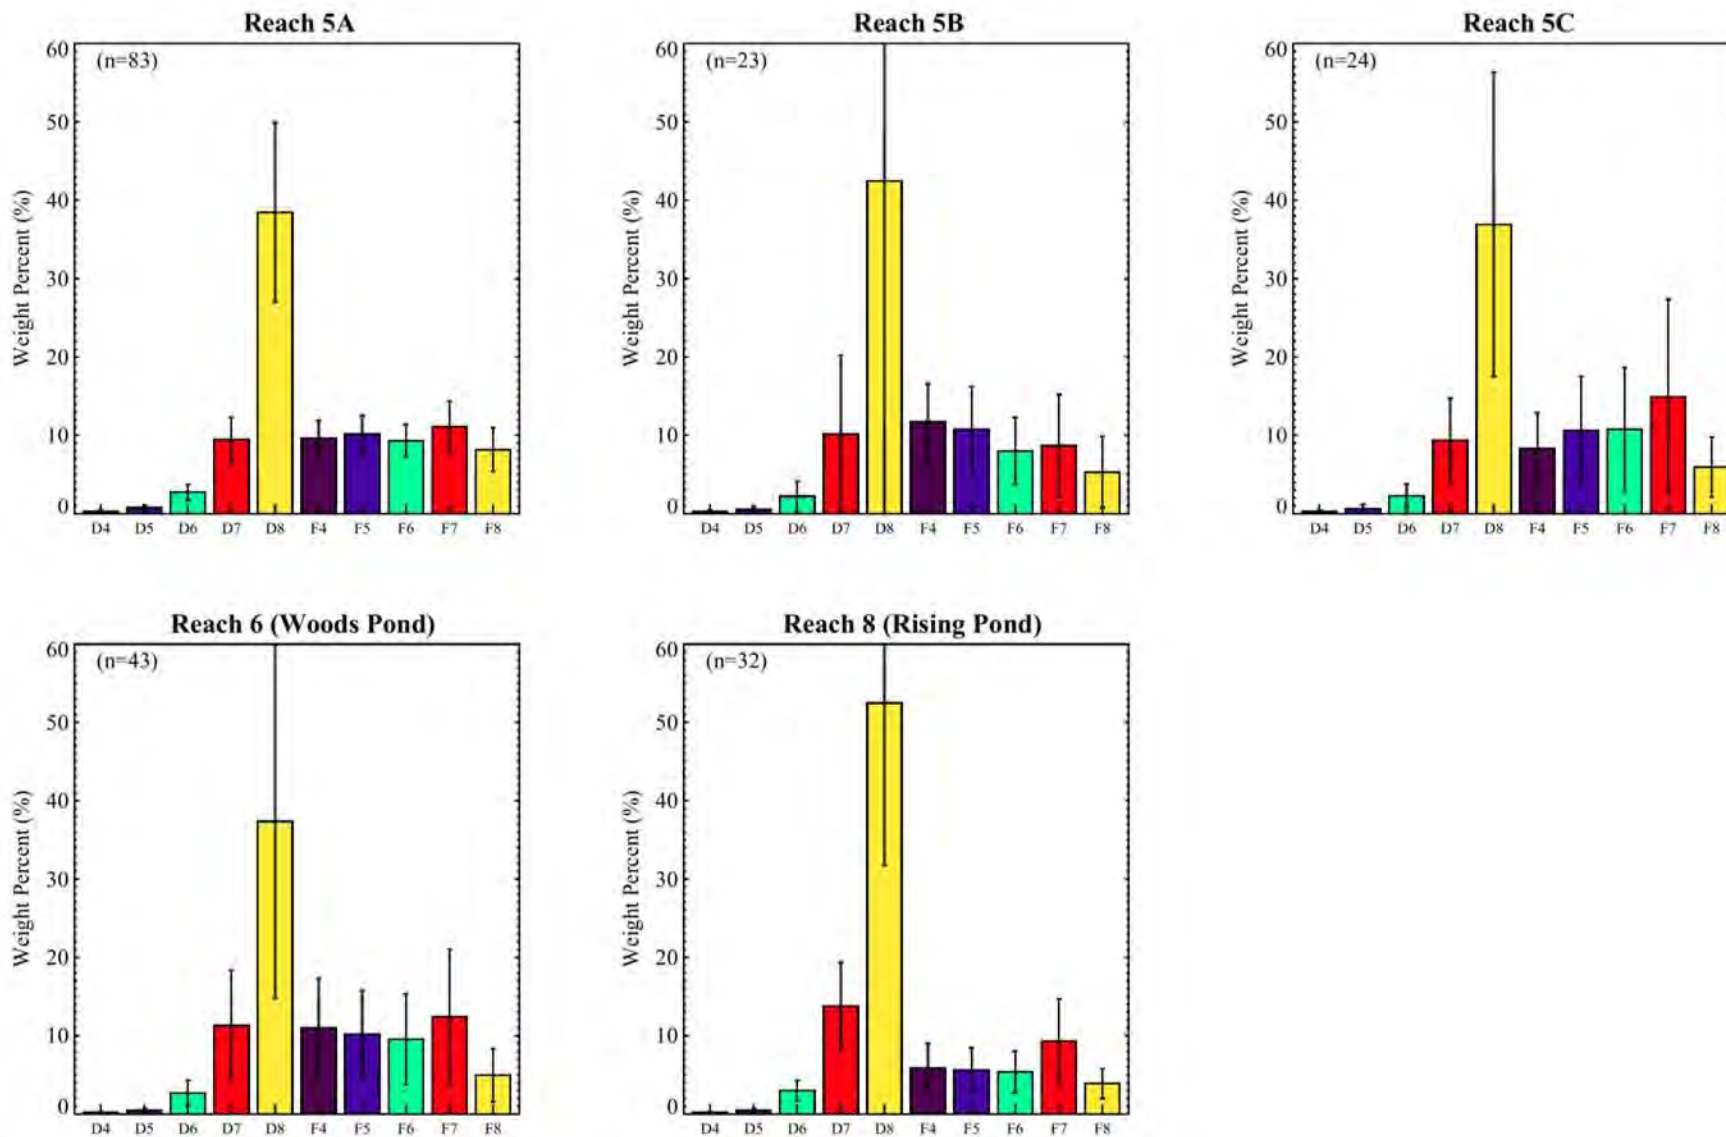 Reach 5A
(n=83)
60
50
40
30
20
10
0
Weight Percent (%)
D4 D5 D6 D7 D8 F4 F5 F6 F7 F8
Reach 5B
(n=23)
60
50
40
30
20
10
0
Weight Percent (%)
D4 D5 D6 D7 D8 F4 F5 F6 F7 F8
Reach 5C
(n=24)
60
50
40
30
20
10
0
Weight Percent (%)
D4 D5 D6 D7 D8 F4 F5 F6 F7 F8
Reach 6 (Woods Pond)
(n=43)
60
50
40
30
20
10
0
Weight Percent (%)
D4 D5 D6 D7 D8 F4 F5 F6 F7 F8
Reach 8 (Rising Pond)
(n=32)
60
50
40
30
20
10
0
Weight Percent (%)
D4 D5 D6 D7 D8 F4 F5 F6 F7 F8